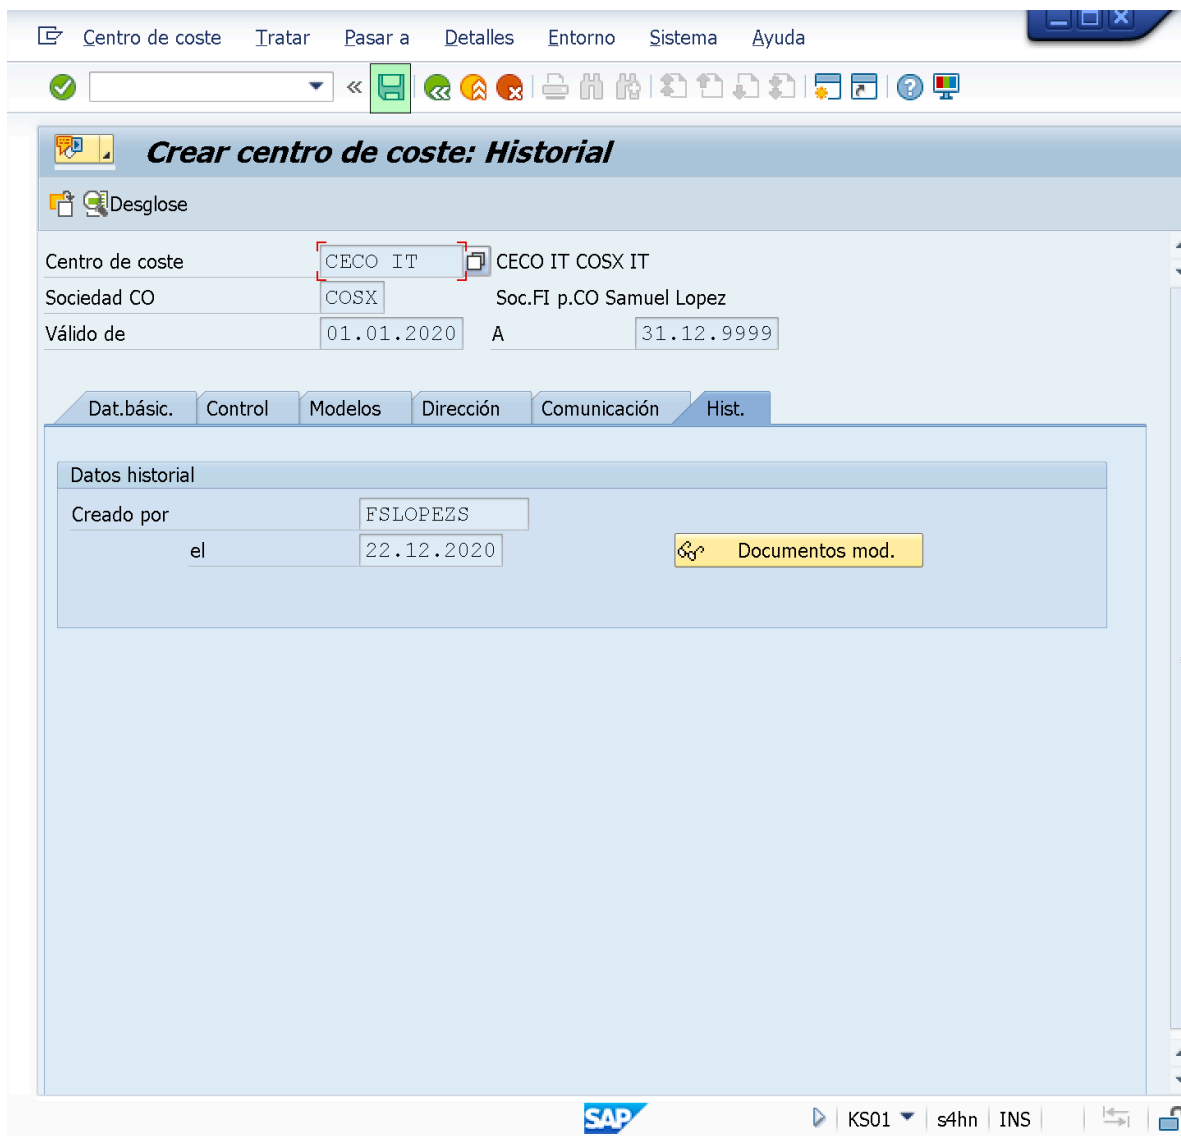 Centro de coste Tratar Pasar a Detalles Entorno Sistema Ayuda
Crear centro de coste: Historial
Desglose
Centro de coste CECO IT CECO IT COSX IT
Sociedad CO COSX Soc.FI p.CO Samuel Lopez
Válido de 01.01.2020 A 31.12.9999
Dat.básic. Control Modelos Dirección Comunicación Hist.
Datos historial
Creado por FSLOPEZS
el 22.12.2020 Documentos mod.
SAP KS01 s4hn INS